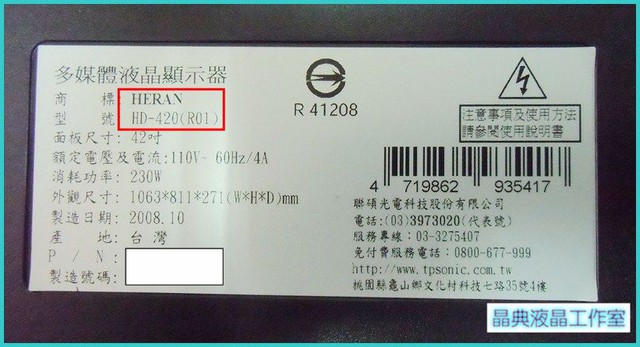 多媒體液晶顯示器
商 標: HERAN
型 號: HD-420(R01)
面板尺寸: 42吋
額定電壓及電流: 110V~ 60Hz/4A
消耗功率: 230W
外觀尺寸: 1063*811*271(W*H*D)mm
製造日期: 2008.10
產 地: 台灣
P / N :
製造號碼:
R 41208
注意事項及使用方法
請參閱使用說明書
4 719862 935417
聯碩光電科技股份有限公司
電話: (03)3973020(代表號)
服務專線: 03-3275407
免付費服務電話: 0800-677-999
http://www.tpsonic.com.tw
桃園縣龜山鄉文化村科技七路35號4樓
晶典液晶工作室